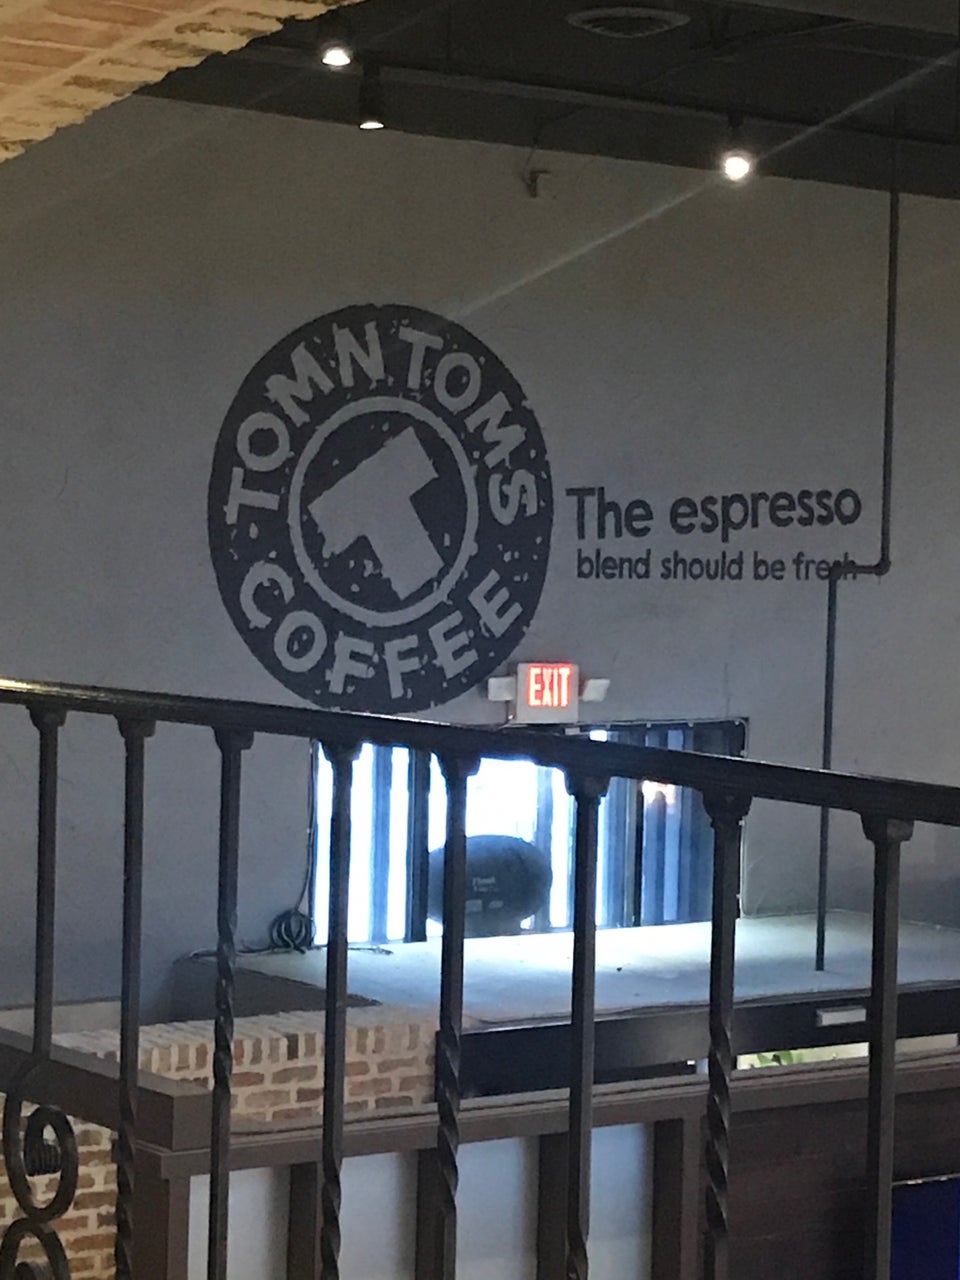 TOMNTOMS
COFFEE
The espresso
blend should be fresh
EXIT